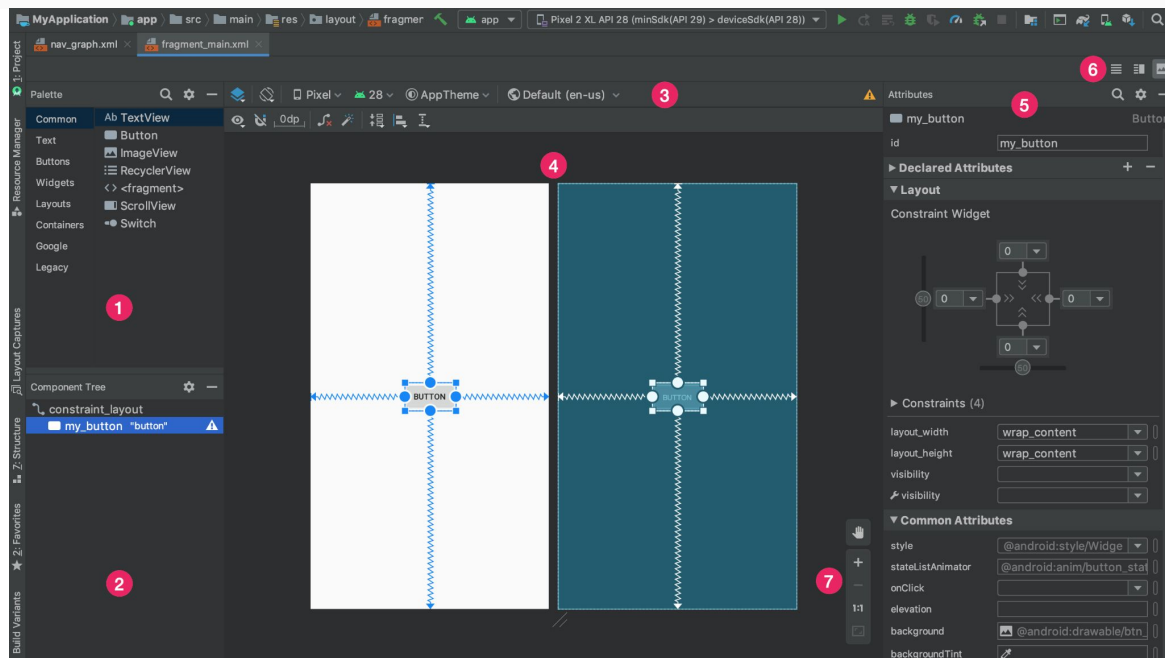 MyApplication app src main res layout fragmer app Pixel 2 XL API 28 (minSdk(API 29) > deviceSdk(API 28))
nav_graph.xml fragment_main.xml
6
Palette Pixel 28 AppTheme Default (en-us) 3 Attributes
5
Common Ab TextView 0dp my_button Button
Text Button id my_button
Buttons ImageView 4
Widgets RecyclerView Declared Attributes
Layouts <fragment> Layout
Containers ScrollView Constraint Widget
Google Switch
Legacy
0
50 0 0
1
0
50
Component Tree
constraint_layout BUTTON BUTTON Constraints (4)
my_button "button"
layout_width wrap_content
layout_height wrap_content
visibility
visibility
Common Attributes
style @android:style/Widge
stateListAnimator @android:anim/button_stat
2 7 onClick
1:1 elevation
background @android:drawable/btn_
backgroundTint
1: Project
Resource Manager
Layout Captures
Z: Structure
2: Favorites
Build Variants